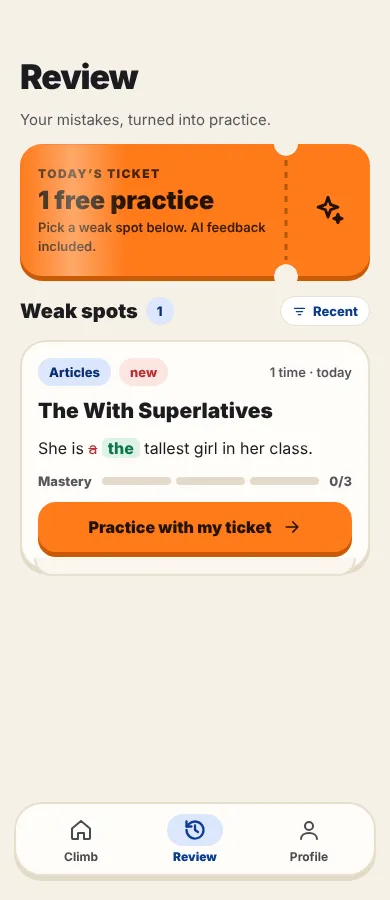 Review
Your mistakes, turned into practice.
TODAY'S TICKET
1 free practice
Pick a weak spot below. AI feedback
included.
Weak spots 1 Recent
Articles new 1 time · today
The With Superlatives
She is a the tallest girl in her class.
Mastery 0/3
Practice with my ticket →
Climb Review Profile